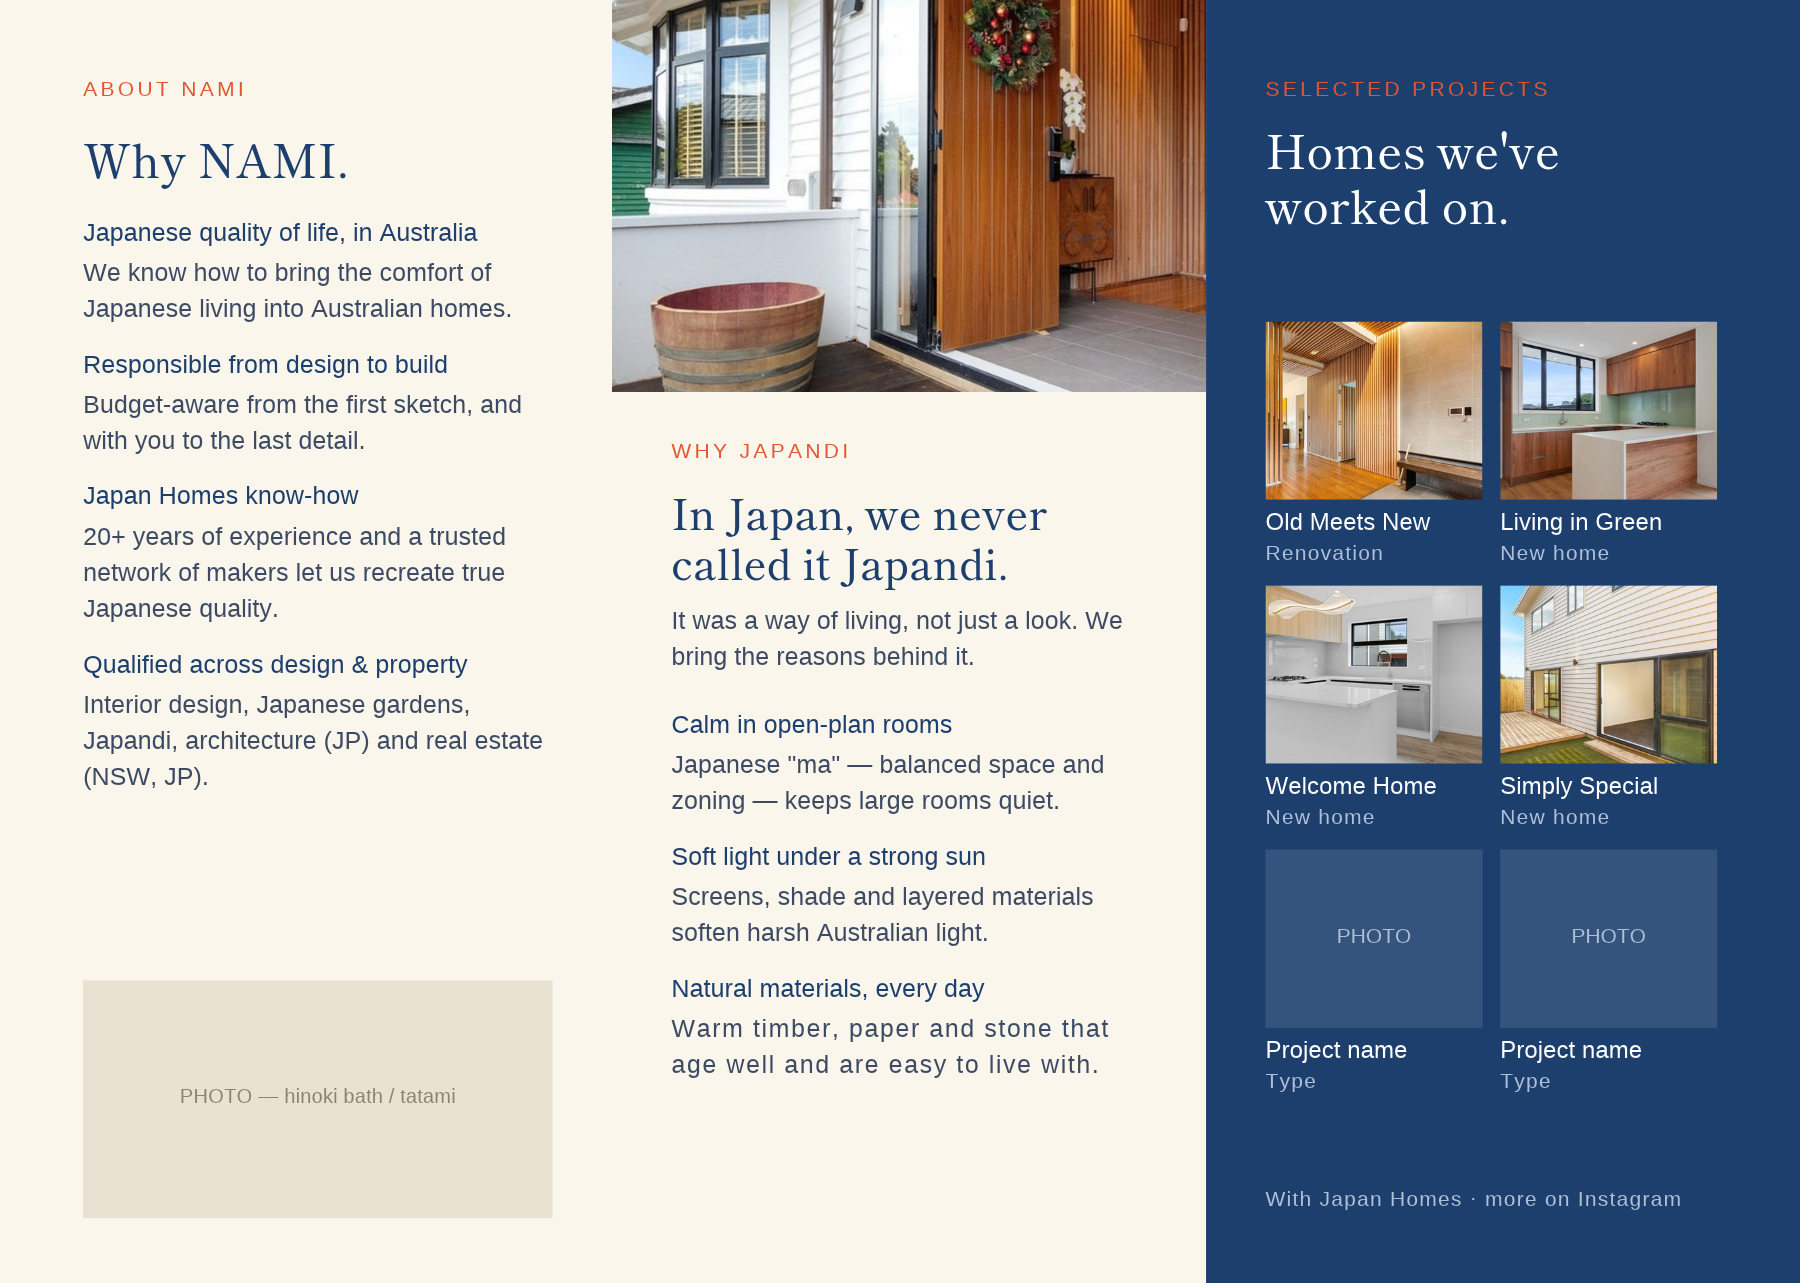 ABOUT NAMI
Why NAMI.
Japanese quality of life, in Australia
We know how to bring the comfort of
Japanese living into Australian homes.
Responsible from design to build
Budget-aware from the first sketch, and
with you to the last detail.
Japan Homes know-how
20+ years of experience and a trusted
network of makers let us recreate true
Japanese quality.
Qualified across design & property
Interior design, Japanese gardens,
Japandi, architecture (JP) and real estate
(NSW, JP).
PHOTO — hinoki bath / tatami
WHY JAPANDI
In Japan, we never
called it Japandi.
It was a way of living, not just a look. We
bring the reasons behind it.
Calm in open-plan rooms
Japanese "ma" — balanced space and
zoning — keeps large rooms quiet.
Soft light under a strong sun
Screens, shade and layered materials
soften harsh Australian light.
Natural materials, every day
Warm timber, paper and stone that
age well and are easy to live with.
SELECTED PROJECTS
Homes we've
worked on.
Old Meets New
Renovation
Living in Green
New home
Welcome Home
New home
Simply Special
New home
PHOTO
Project name
Type
PHOTO
Project name
Type
With Japan Homes · more on Instagram